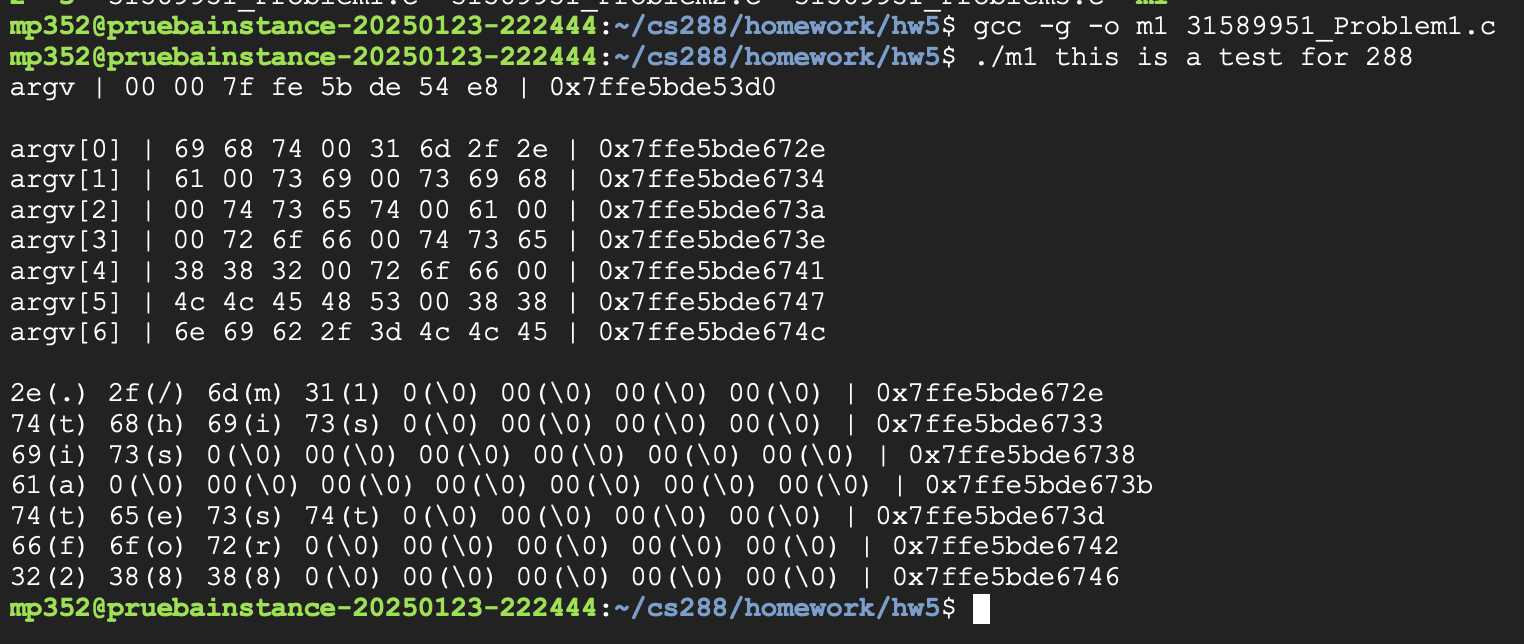 mp352@pruebainstance-20250123-222444:~/cs288/homework/hw5$ gcc -g -o m1 31589951_Problem1.c
mp352@pruebainstance-20250123-222444:~/cs288/homework/hw5$ ./m1 this is a test for 288
argv | 00 00 7f fe 5b de 54 e8 | 0x7ffe5bde53d0
argv[0] | 69 68 74 00 31 6d 2f 2e | 0x7ffe5bde672e
argv[1] | 61 00 73 69 00 73 69 68 | 0x7ffe5bde6734
argv[2] | 00 74 73 65 74 00 61 00 | 0x7ffe5bde673a
argv[3] | 00 72 6f 66 00 74 73 65 | 0x7ffe5bde673e
argv[4] | 38 38 32 00 72 6f 66 00 | 0x7ffe5bde6741
argv[5] | 4c 4c 45 48 53 00 38 38 | 0x7ffe5bde6747
argv[6] | 6e 69 62 2f 3d 4c 4c 45 | 0x7ffe5bde674c
2e(.) 2f(/) 6d(m) 31(1) 0(\0) 00(\0) 00(\0) 00(\0) | 0x7ffe5bde672e
74(t) 68(h) 69(i) 73(s) 0(\0) 00(\0) 00(\0) 00(\0) | 0x7ffe5bde6733
69(i) 73(s) 0(\0) 00(\0) 00(\0) 00(\0) 00(\0) 00(\0) | 0x7ffe5bde6738
61(a) 0(\0) 00(\0) 00(\0) 00(\0) 00(\0) 00(\0) 00(\0) | 0x7ffe5bde673b
74(t) 65(e) 73(s) 74(t) 0(\0) 00(\0) 00(\0) 00(\0) | 0x7ffe5bde673d
66(f) 6f(o) 72(r) 0(\0) 00(\0) 00(\0) 00(\0) 00(\0) | 0x7ffe5bde6742
32(2) 38(8) 38(8) 0(\0) 00(\0) 00(\0) 00(\0) 00(\0) | 0x7ffe5bde6746
mp352@pruebainstance-20250123-222444:~/cs288/homework/hw5$